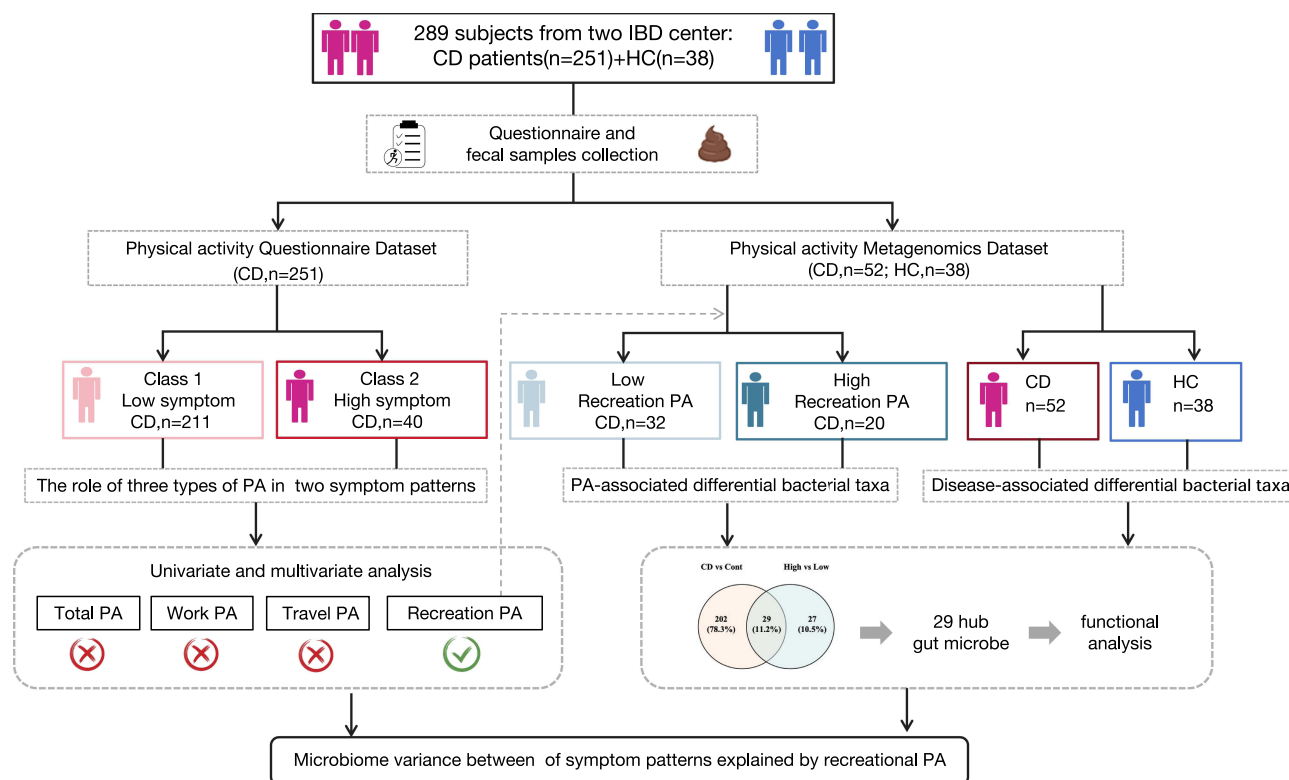 289 subjects from two IBD center:
CD patients(n=251)+HC(n=38)
Questionnaire and
fecal samples collection
Physical activity Questionnaire Dataset
(CD,n=251)
Physical activity Metagenomics Dataset
(CD,n=52; HC,n=38)
Class 1
Low symptom
CD,n=211
Class 2
High symptom
CD,n=40
Low
Recreation PA
CD,n=32
High
Recreation PA
CD,n=20
CD
n=52
HC
n=38
The role of three types of PA in two symptom patterns
PA-associated differential bacterial taxa
Disease-associated differential bacterial taxa
Univariate and multivariate analysis
Total PA
Work PA
Travel PA
Recreation PA
CD vs Cont
High vs Low
202
(78.3%)
29
(11.2%)
27
(10.5%)
29 hub
gut microbe
functional
analysis
Microbiome variance between of symptom patterns explained by recreational PA